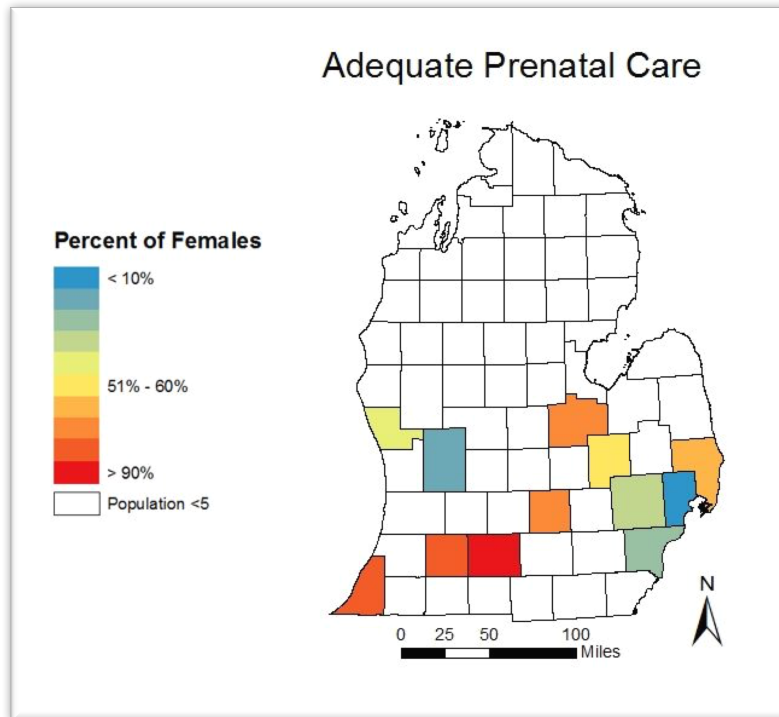 Adequate Prenatal Care
Percent of Females
< 10%
51% - 60%
> 90%
Population <5
N
0 25 50 100
Miles